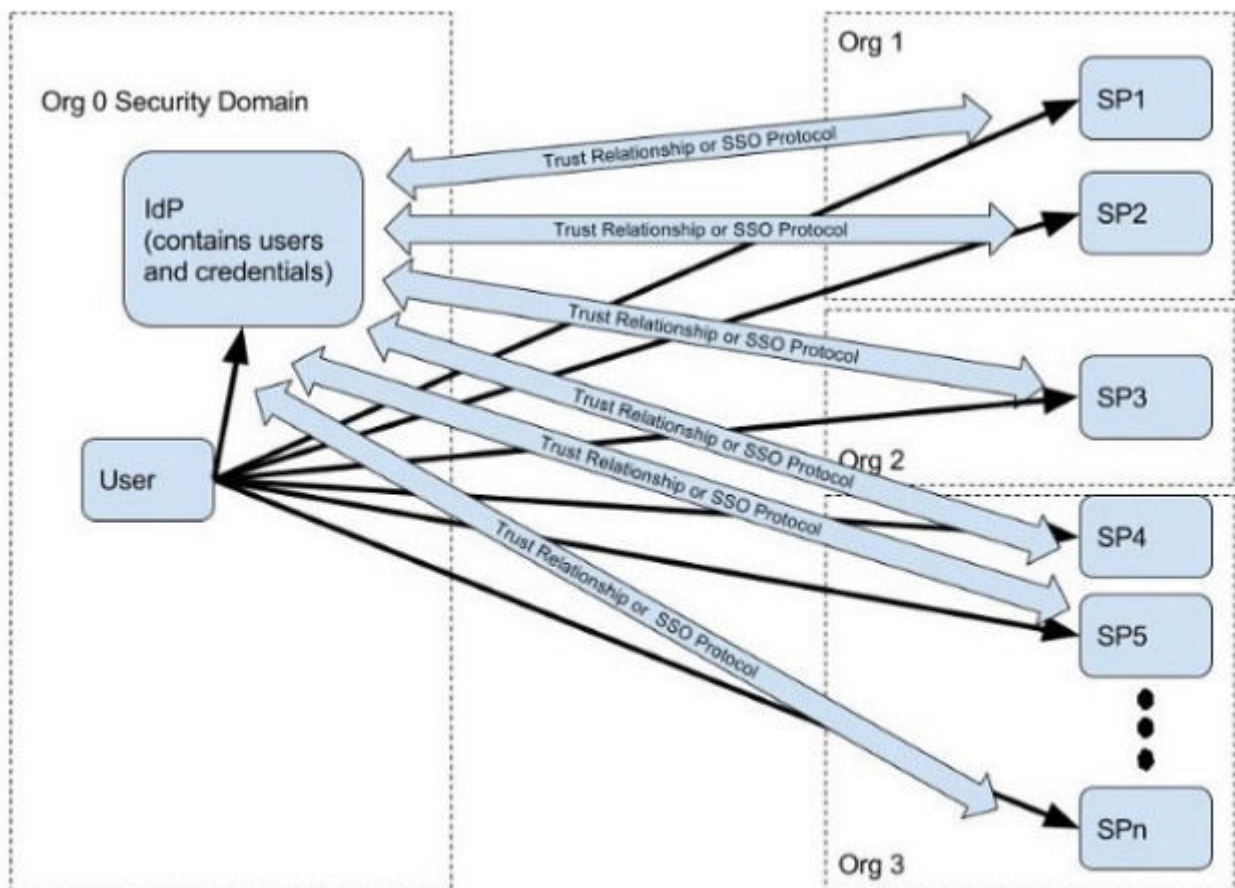 Org 0 Security Domain
IdP
(contains users
and credentials)
User
Trust Relationship or SSO Protocol
Trust Relationship or SSO Protocol
Trust Relationship or SSO Protocol
Trust Relationship or SSO Protocol
Trust Relationship or SSO Protocol
Trust Relationship or SSO Protocol
Org 1
SP1
SP2
SP3
Org 2
SP4
SP5
SPn
Org 3